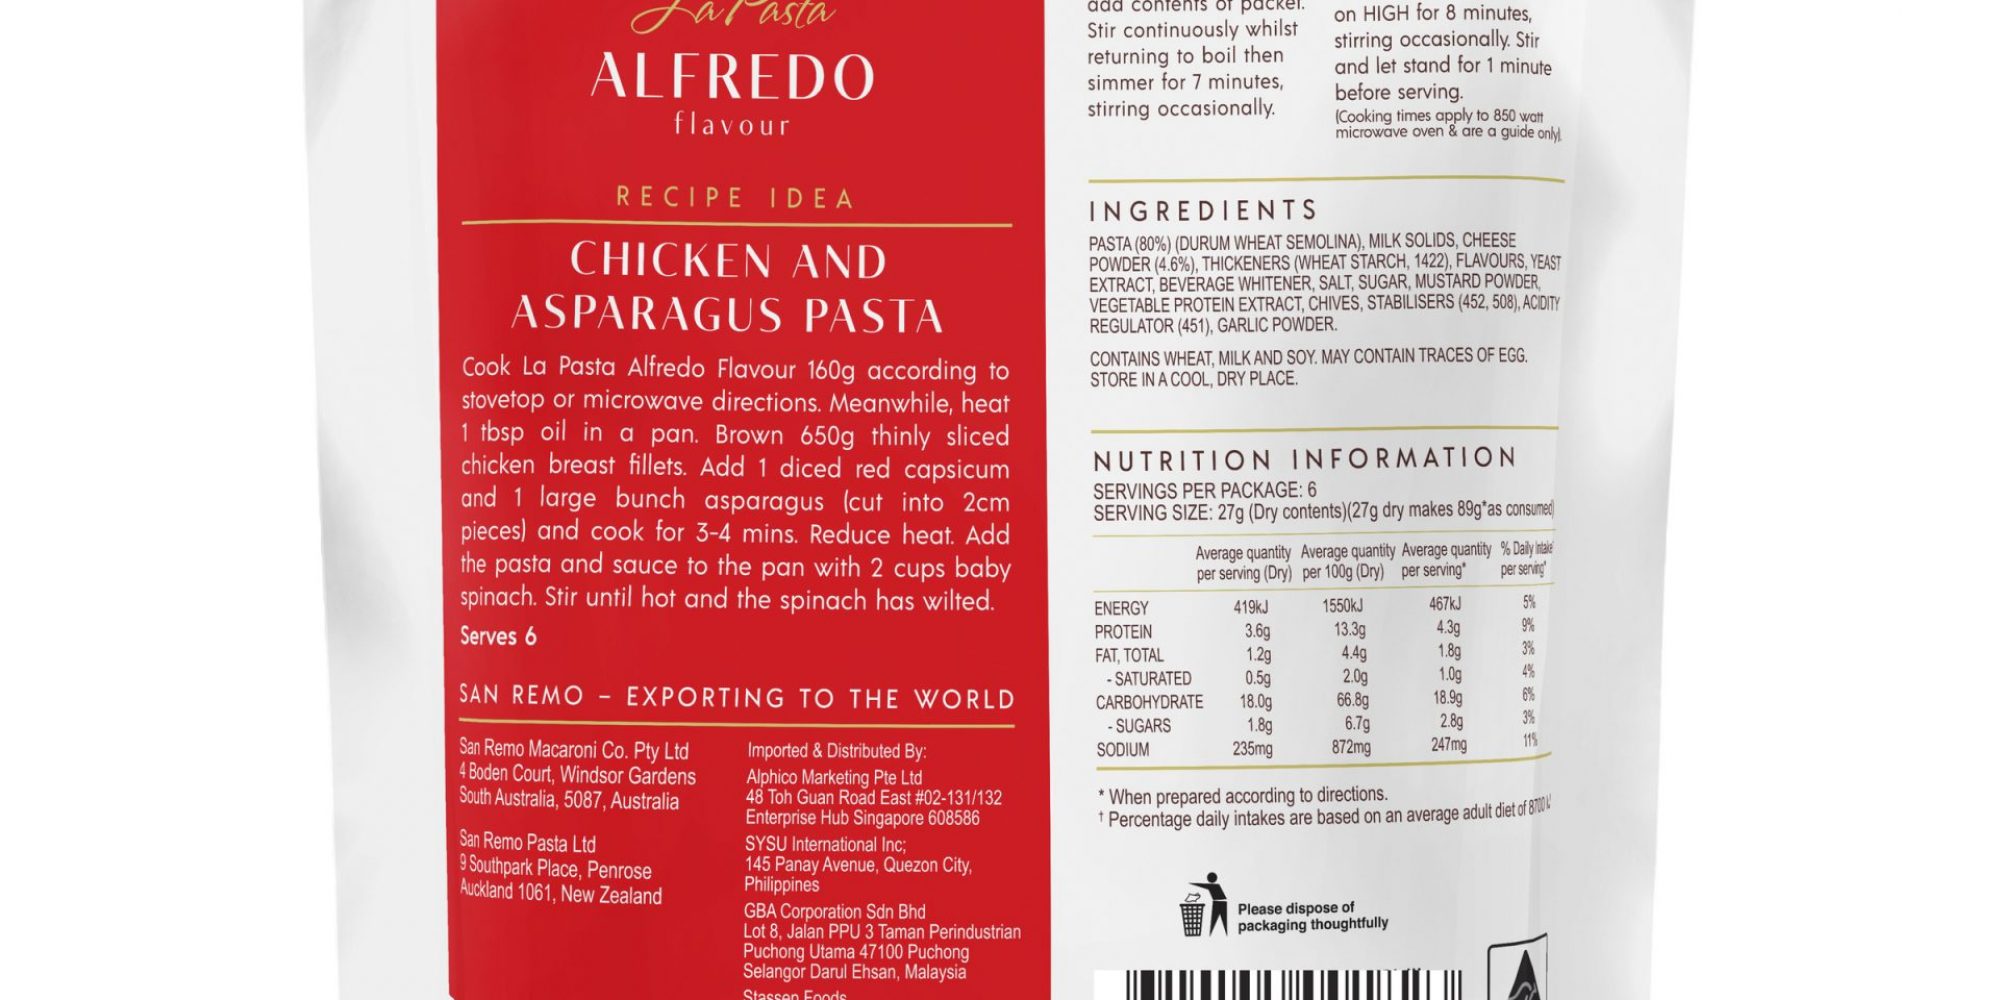 La Pasta
ALFREDO
flavour
RECIPE IDEA
CHICKEN AND
ASPARAGUS PASTA
Cook La Pasta Alfredo Flavour 160g according to
stovetop or microwave directions. Meanwhile, heat
1 tbsp oil in a pan. Brown 650g thinly sliced
chicken breast fillets. Add 1 diced red capsicum
and 1 large bunch asparagus (cut into 2cm
pieces) and cook for 3-4 mins. Reduce heat. Add
the pasta and sauce to the pan with 2 cups baby
spinach. Stir until hot and the spinach has wilted.
Serves 6
SAN REMO – EXPORTING TO THE WORLD
San Remo Macaroni Co. Pty Ltd
4 Boden Court, Windsor Gardens
South Australia, 5087, Australia
San Remo Pasta Ltd
9 Southpark Place, Penrose
Auckland 1061, New Zealand
Imported & Distributed By:
Alphico Marketing Pte Ltd
48 Toh Guan Road East #02-131/132
Enterprise Hub Singapore 608586
SYSU International Inc;
145 Panay Avenue, Quezon City,
Philippines
GBA Corporation Sdn Bhd
Lot 8, Jalan PPU 3 Taman Perindustrian
Puchong Utama 47100 Puchong
Selangor Darul Ehsan, Malaysia
Stassen Foods
add contents of packet.
Stir continuously whilst
returning to boil then
simmer for 7 minutes,
stirring occasionally.
on HIGH for 8 minutes,
stirring occasionally. Stir
and let stand for 1 minute
before serving.
(Cooking times apply to 850 watt
microwave oven & are a guide only).
INGREDIENTS
PASTA (80%) (DURUM WHEAT SEMOLINA), MILK SOLIDS, CHEESE
POWDER (4.6%), THICKENERS (WHEAT STARCH, 1422), FLAVOURS, YEAST
EXTRACT, BEVERAGE WHITENER, SALT, SUGAR, MUSTARD POWDER,
VEGETABLE PROTEIN EXTRACT, CHIVES, STABILISERS (452, 508), ACIDITY
REGULATOR (451), GARLIC POWDER.
CONTAINS WHEAT, MILK AND SOY. MAY CONTAIN TRACES OF EGG.
STORE IN A COOL, DRY PLACE.
NUTRITION INFORMATION
SERVINGS PER PACKAGE: 6
SERVING SIZE: 27g (Dry contents)(27g dry makes 89g*as consumed)
Average quantity Average quantity Average quantity % Daily Intake†
per serving (Dry) per 100g (Dry) per serving* per serving*
ENERGY 419kJ 1550kJ 467kJ 5%
PROTEIN 3.6g 13.3g 4.3g 9%
FAT, TOTAL 1.2g 4.4g 1.8g 3%
- SATURATED 0.5g 2.0g 1.0g 4%
CARBOHYDRATE 18.0g 66.8g 18.9g 6%
- SUGARS 1.8g 6.7g 2.8g 3%
SODIUM 235mg 872mg 247mg 11%
* When prepared according to directions.
† Percentage daily intakes are based on an average adult diet of 8700 kJ
Please dispose of
packaging thoughtfully